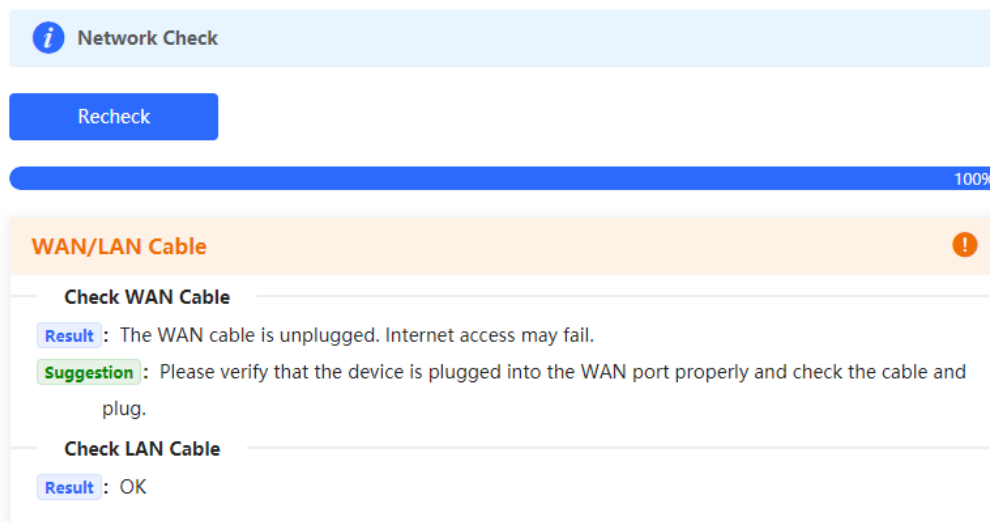 Network Check
Recheck
100%
WAN/LAN Cable
Check WAN Cable
Result : The WAN cable is unplugged. Internet access may fail.
Suggestion : Please verify that the device is plugged into the WAN port properly and check the cable and
plug.
Check LAN Cable
Result : OK